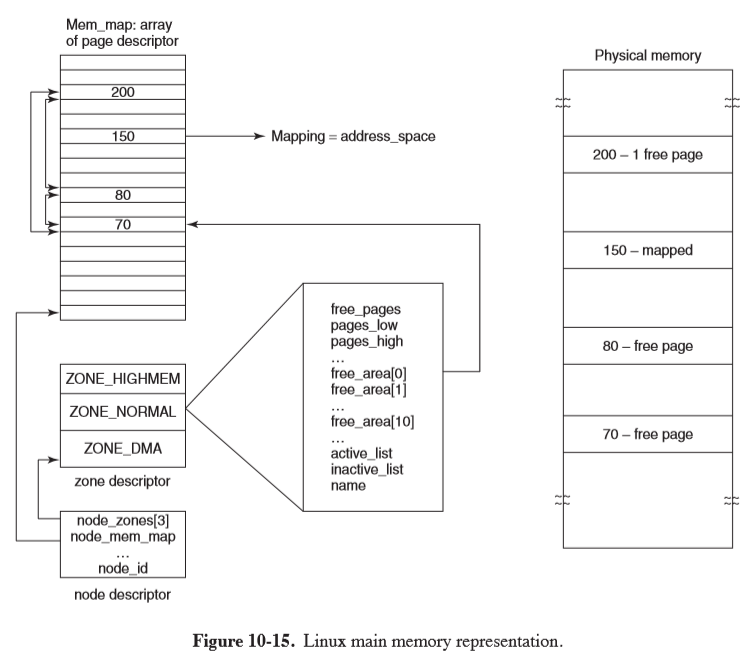 Mem_map: array
of page descriptor
200
150
80
70
Mapping = address_space
Physical memory
200 – 1 free page
150 – mapped
80 – free page
70 – free page
free_pages
pages_low
pages_high
...
free_area[0]
free_area[1]
...
free_area[10]
...
active_list
inactive_list
name
ZONE_HIGHMEM
ZONE_NORMAL
ZONE_DMA
zone descriptor
node_zones[3]
node_mem_map
...
node_id
node descriptor
Figure 10-15. Linux main memory representation.